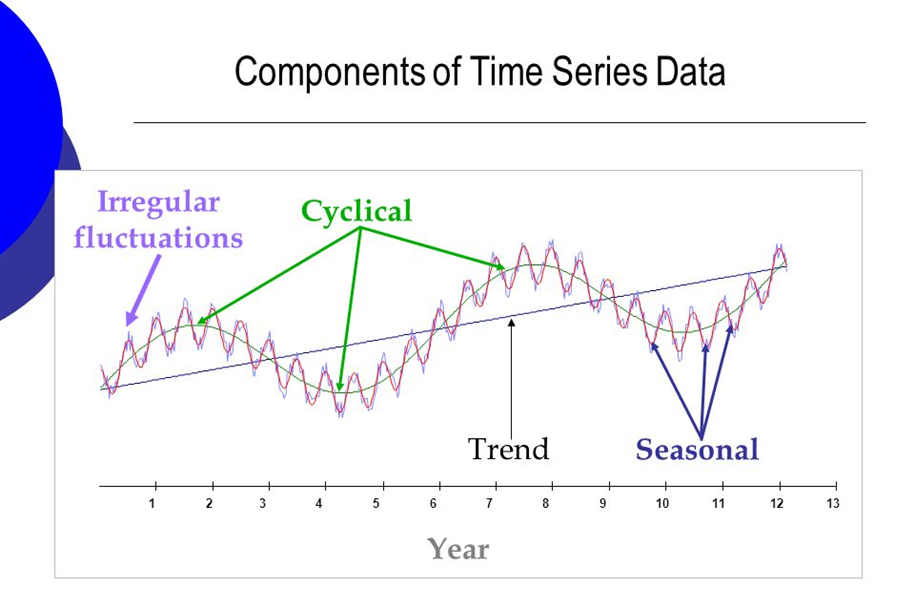 Components of Time Series Data
Irregular
fluctuations
Cyclical
Trend
Seasonal
1 2 3 4 5 6 7 8 9 10 11 12 13
Year